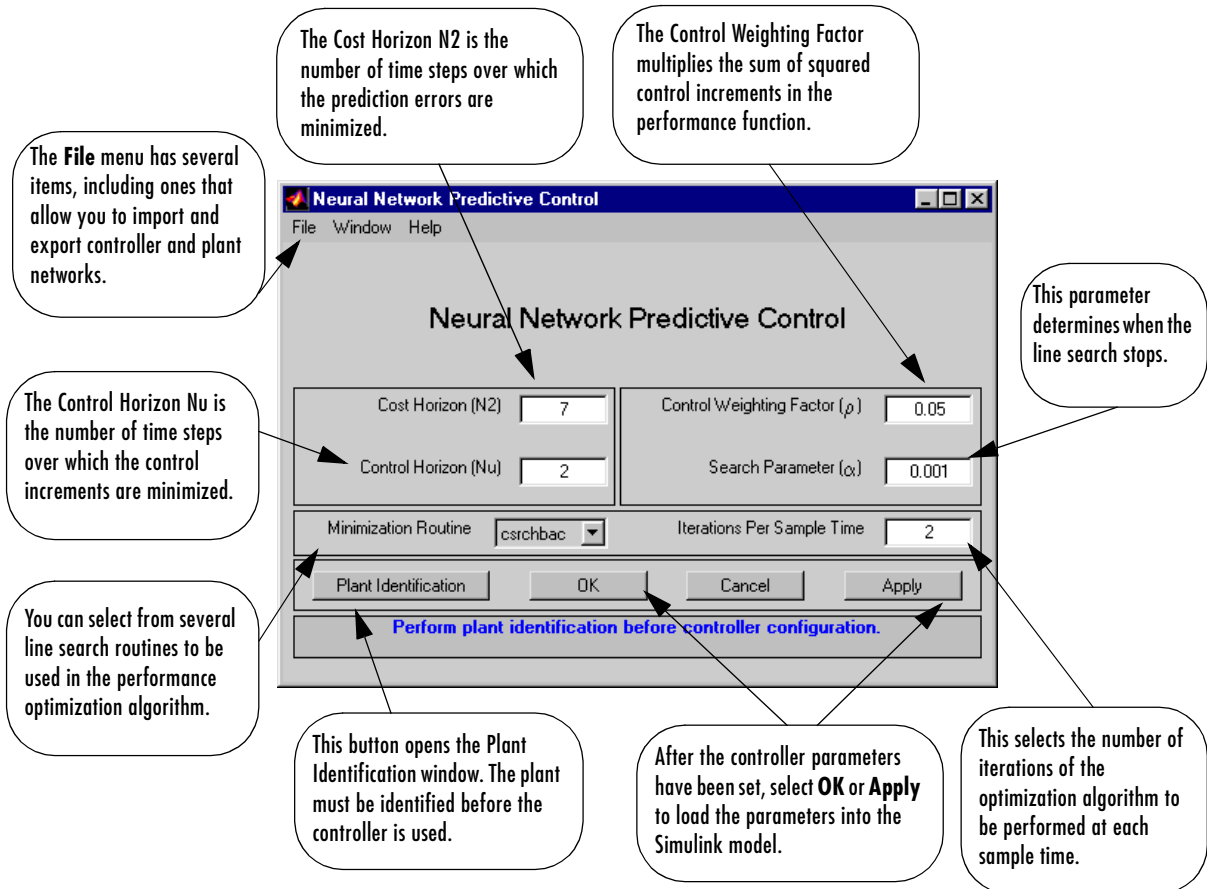 The Cost Horizon N2 is the
number of time steps over which
the prediction errors are
minimized.
The Control Weighting Factor
multiplies the sum of squared
control increments in the
performance function.
The File menu has several
items, including ones that
allow you to import and
export controller and plant
networks.
This parameter
determines when the
line search stops.
The Control Horizon Nu is
the number of time steps
over which the control
increments are minimized.
You can select from several
line search routines to be
used in the performance
optimization algorithm.
Neural Network Predictive Control
File Window Help
Neural Network Predictive Control
Cost Horizon (N2) 7
Control Weighting Factor (ρ) 0.05
Control Horizon (Nu) 2
Search Parameter (α) 0.001
Minimization Routine csrchbac
Iterations Per Sample Time 2
Plant Identification OK Cancel Apply
Perform plant identification before controller configuration.
This button opens the Plant
Identification window. The plant
must be identified before the
controller is used.
After the controller parameters
have been set, select OK or Apply
to load the parameters into the
Simulink model.
This selects the number of
iterations of the
optimization algorithm to
be performed at each
sample time.